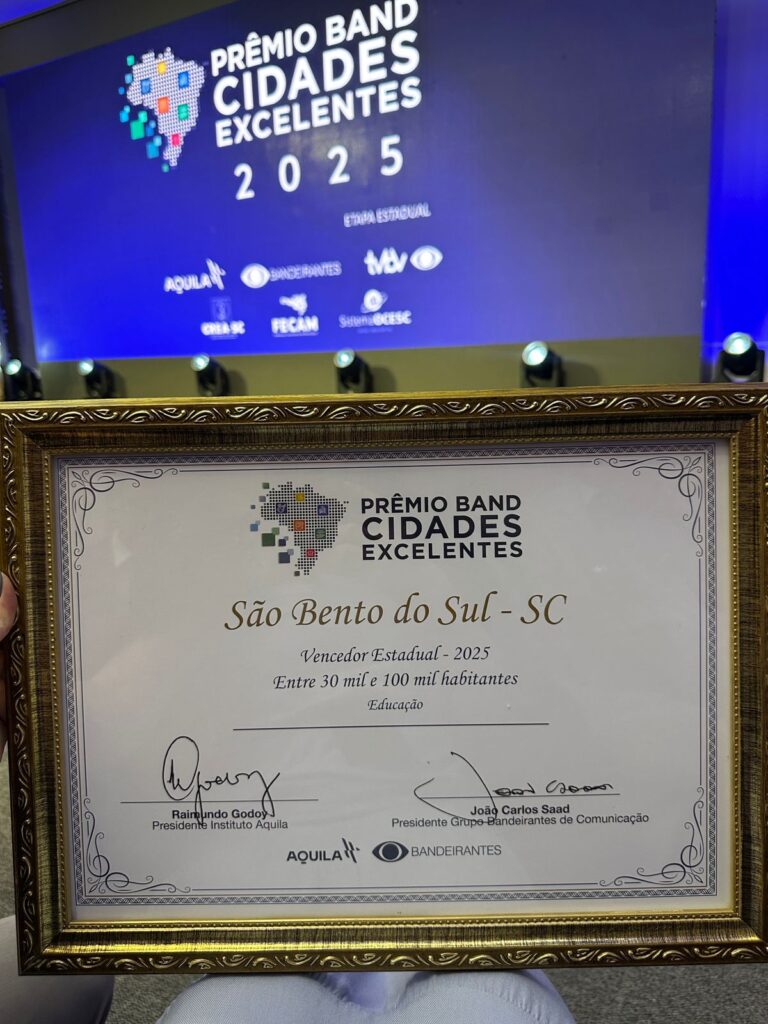 PRÊMIO BAND
CIDADES
EXCELENTES
2025
ETAPA ESTADUAL
AQUILA
BANDEIRANTES
tvbv
CREA-SC
FECAM
SistemaOCESC
PRÊMIO BAND
CIDADES
EXCELENTES
São Bento do Sul - SC
Vencedor Estadual - 2025
Entre 30 mil e 100 mil habitantes
Educação
Raimundo Godoy
Presidente Instituto Aquila
João Carlos Saad
Presidente Grupo Bandeirantes de Comunicação
AQUILA
BANDEIRANTES